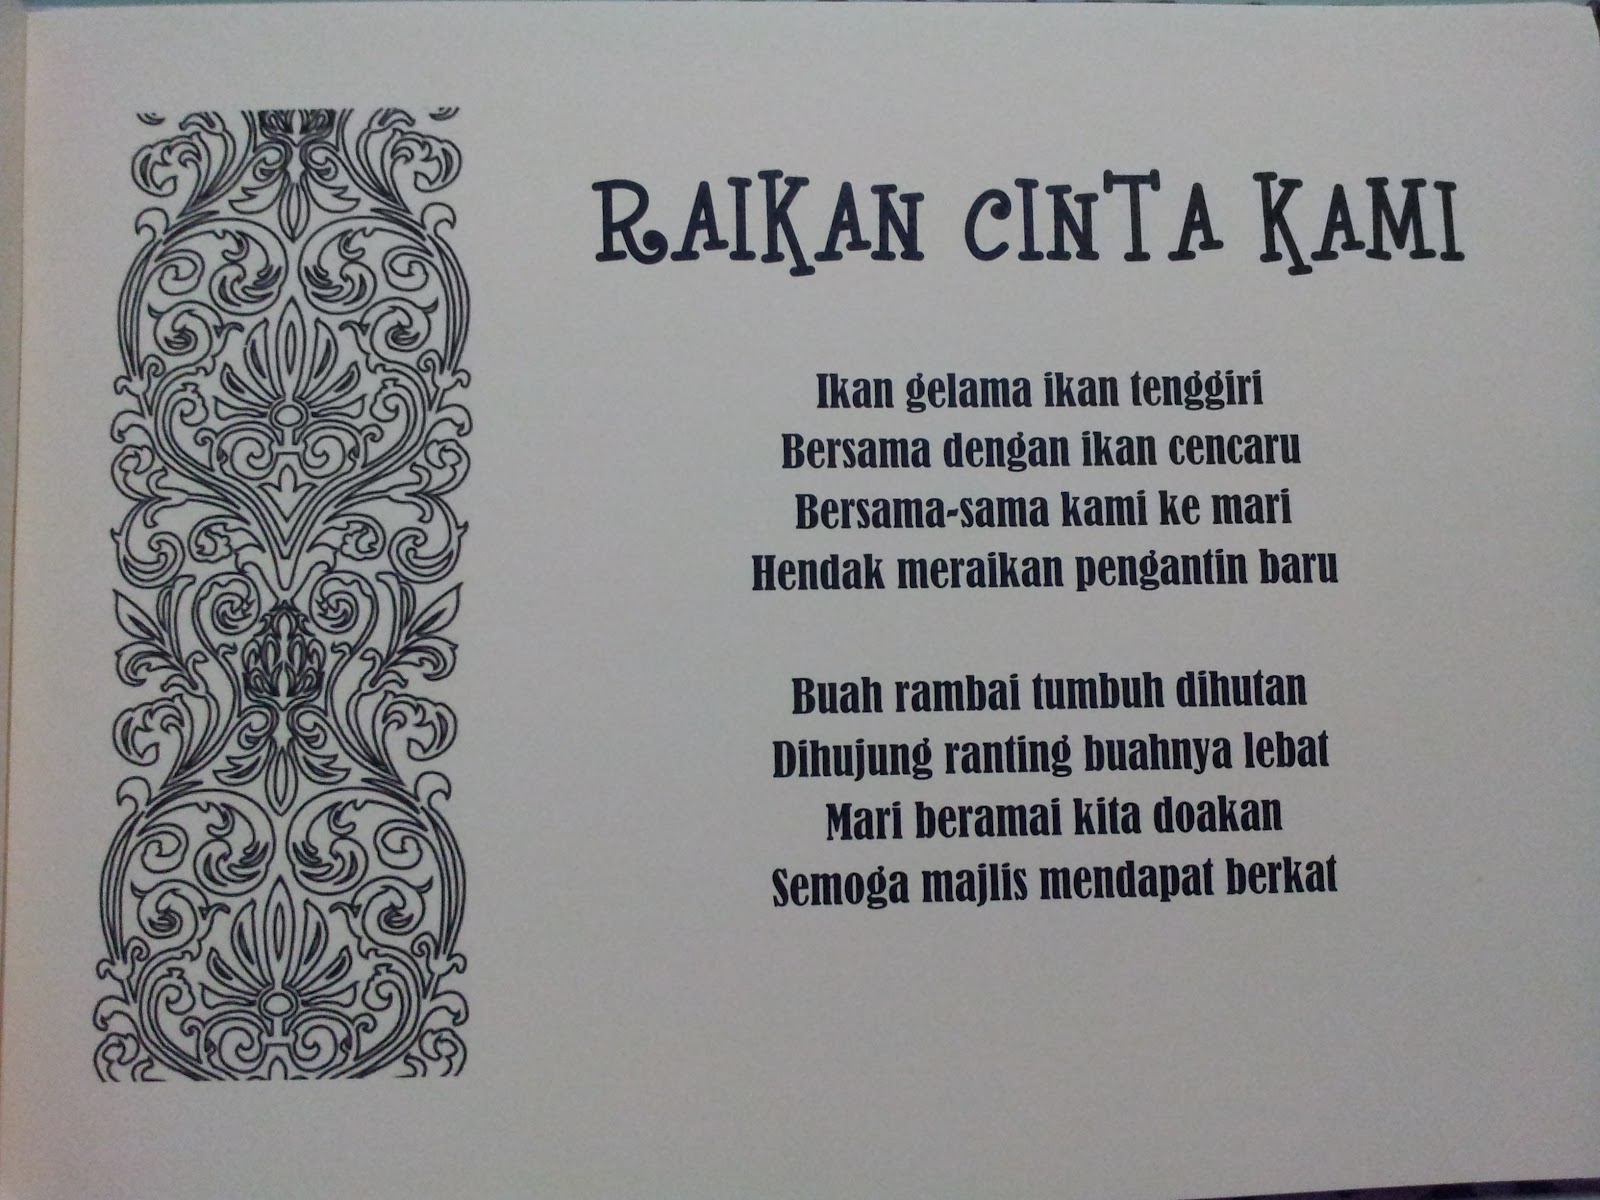 RAIKAN CINTA KAMI
Ikan gelama ikan tenggiri
Bersama dengan ikan cencaru
Bersama-sama kami ke mari
Hendak meraikan pengantin baru
Buah rambai tumbuh dihutan
Dihujung ranting buahnya lebat
Mari beramai kita doakan
Semoga majlis mendapat berkat